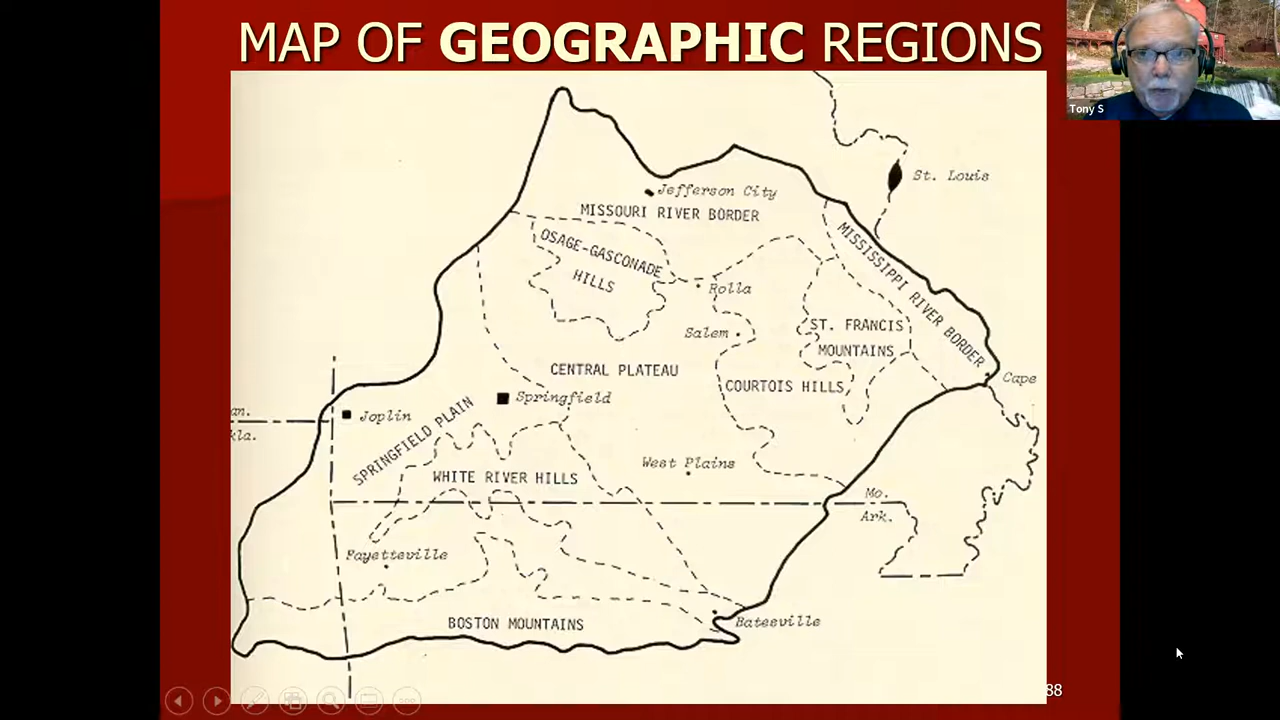 MAP OF GEOGRAPHIC REGIONS
Tony S
St. Louis
Jefferson City
MISSOURI RIVER BORDER
MISSISSIPPI RIVER BORDER
OSAGE-GASCONADE
HILLS
Rolla
ST. FRANCIS
MOUNTAINS
Salem
CENTRAL PLATEAU
COURTOIS HILLS
Cape
Springfield
an.
Joplin
kla.
SPRINGFIELD PLAIN
West Plains
WHITE RIVER HILLS
Mo.
Ark.
Fayetteville
BOSTON MOUNTAINS
Batesville
88